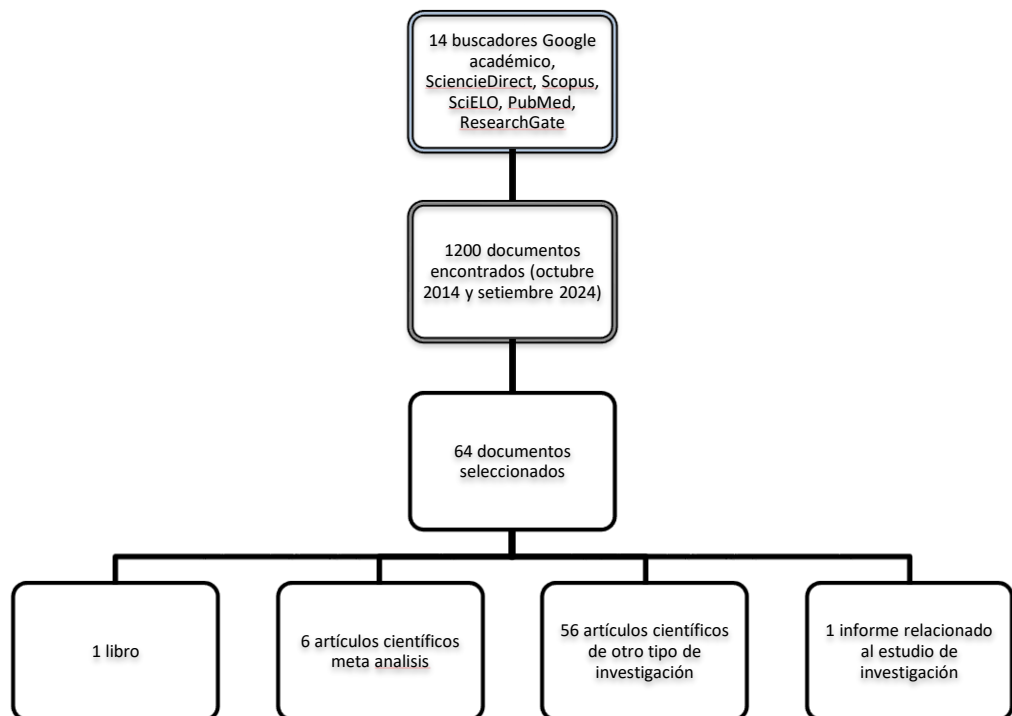 14 buscadores Google
académico,
SciencieDirect, Scopus,
SciELO, PubMed,
ResearchGate
1200 documentos
encontrados (octubre
2014 y setiembre 2024)
64 documentos
seleccionados
1 libro
6 artículos científicos
meta analisis
56 artículos científicos
de otro tipo de
investigación
1 informe relacionado
al estudio de
investigación